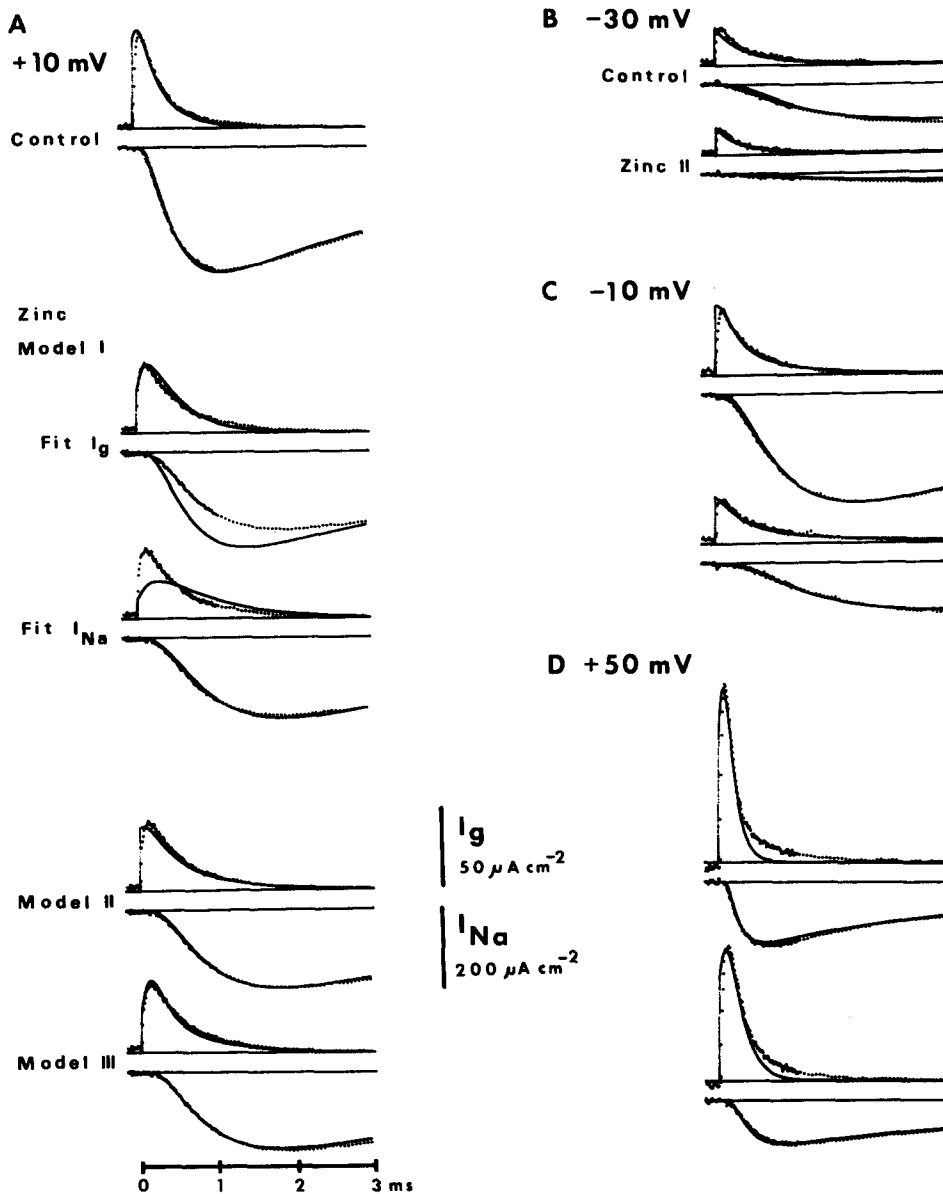 A
+10 mV
Control
Zinc
Model I
Fit Ig
Fit INa
Model II
Model III
0 1 2 3 ms
Ig
50 μA cm⁻²
INa
200 μA cm⁻²
B −30 mV
Control
Zinc II
C −10 mV
D +50 mV